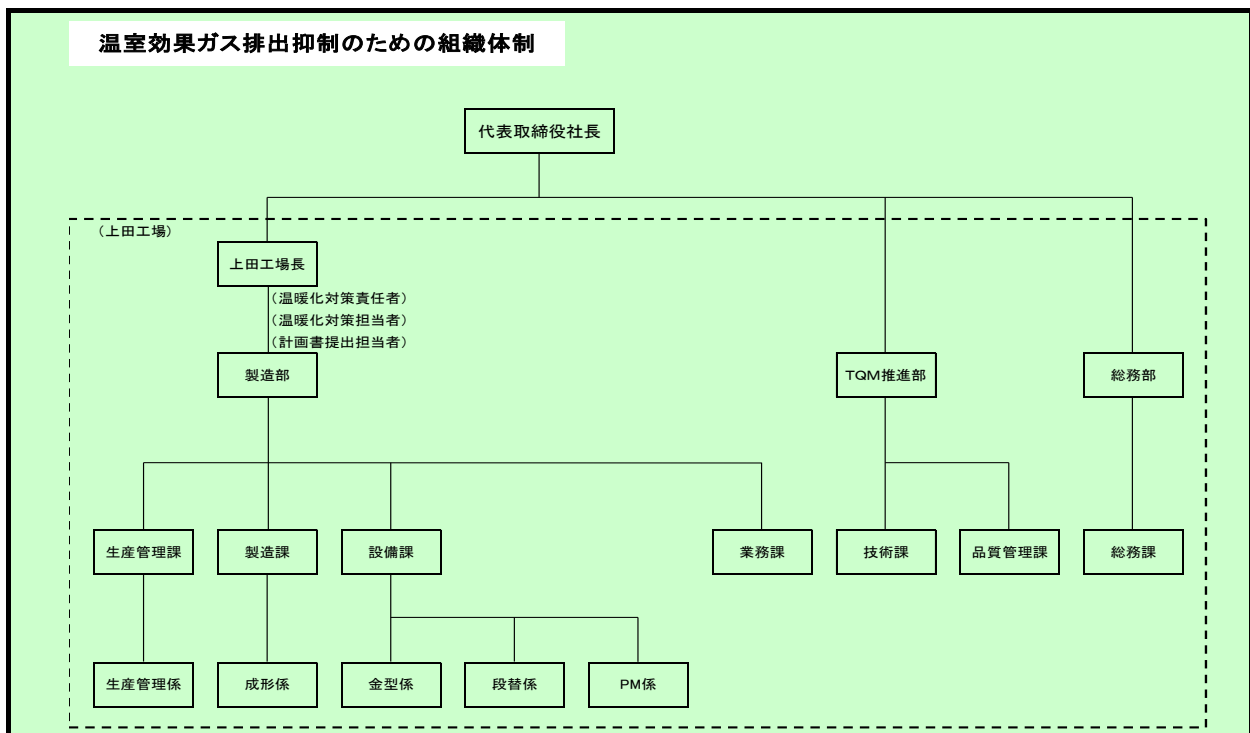 温室効果ガス排出抑制のための組織体制
代表取締役社長
（上田工場）
上田工場長
（温暖化対策責任者）
（温暖化対策担当者）
（計画書提出担当者）
製造部
TQM推進部
総務部
生産管理課
製造課
設備課
業務課
技術課
品質管理課
総務課
生産管理係
成形係
金型係
段替係
PM係